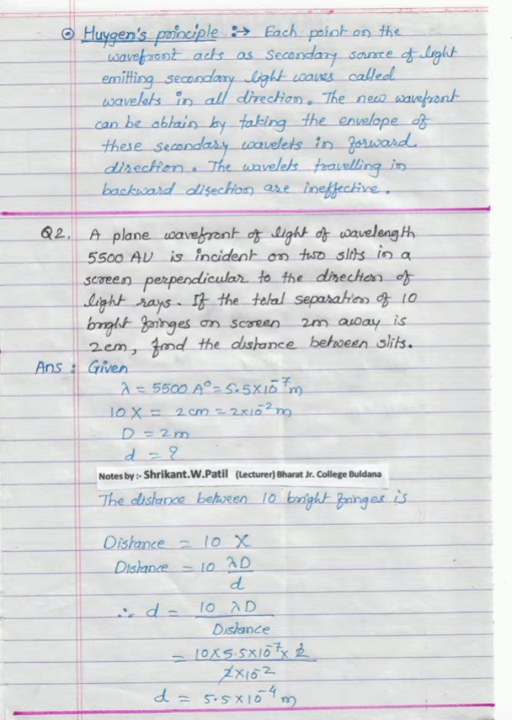 ⊙ Huygen's principle :→ Each point on the
wavefront acts as secondary source of light
emitting secondary light waves called
wavelets in all direction. The new wavefront
can be obtain by taking the envelope of
these secondary wavelets in forward
direction. The wavelets travelling in
backward direction are ineffective.
Q2. A plane wavefront of light of wavelength
5500 AU is incident on two slits in a
screen perpendicular to the direction of
light rays. If the total separation of 10
bright fringes on screen 2m away is
2cm, find the distance between slits.
Ans : Given
λ = 5500 A° = 5.5×10⁻⁷m
10 X = 2cm = 2×10⁻² m
D = 2m
d = ?
Notes by :- Shrikant.W.Patil (Lecturer) Bharat Jr. College Buldana
The distance between 10 bright fringes is
Distance = 10 X
Distance = 10 λD
d
∴ d = 10 λD
Distance
= 10×5.5×10⁻⁷× 2
2×10⁻²
d = 5.5×10⁻⁴ m